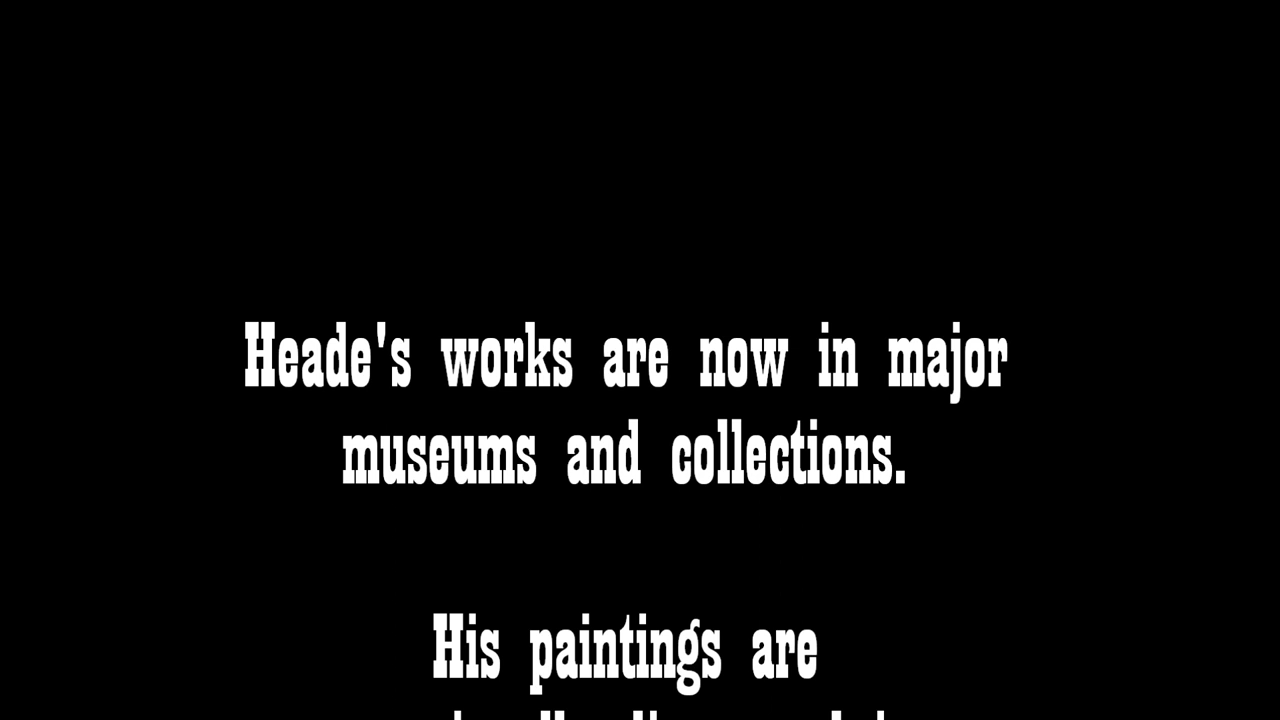 Heade's works are now in major
museums and collections.
His paintings are